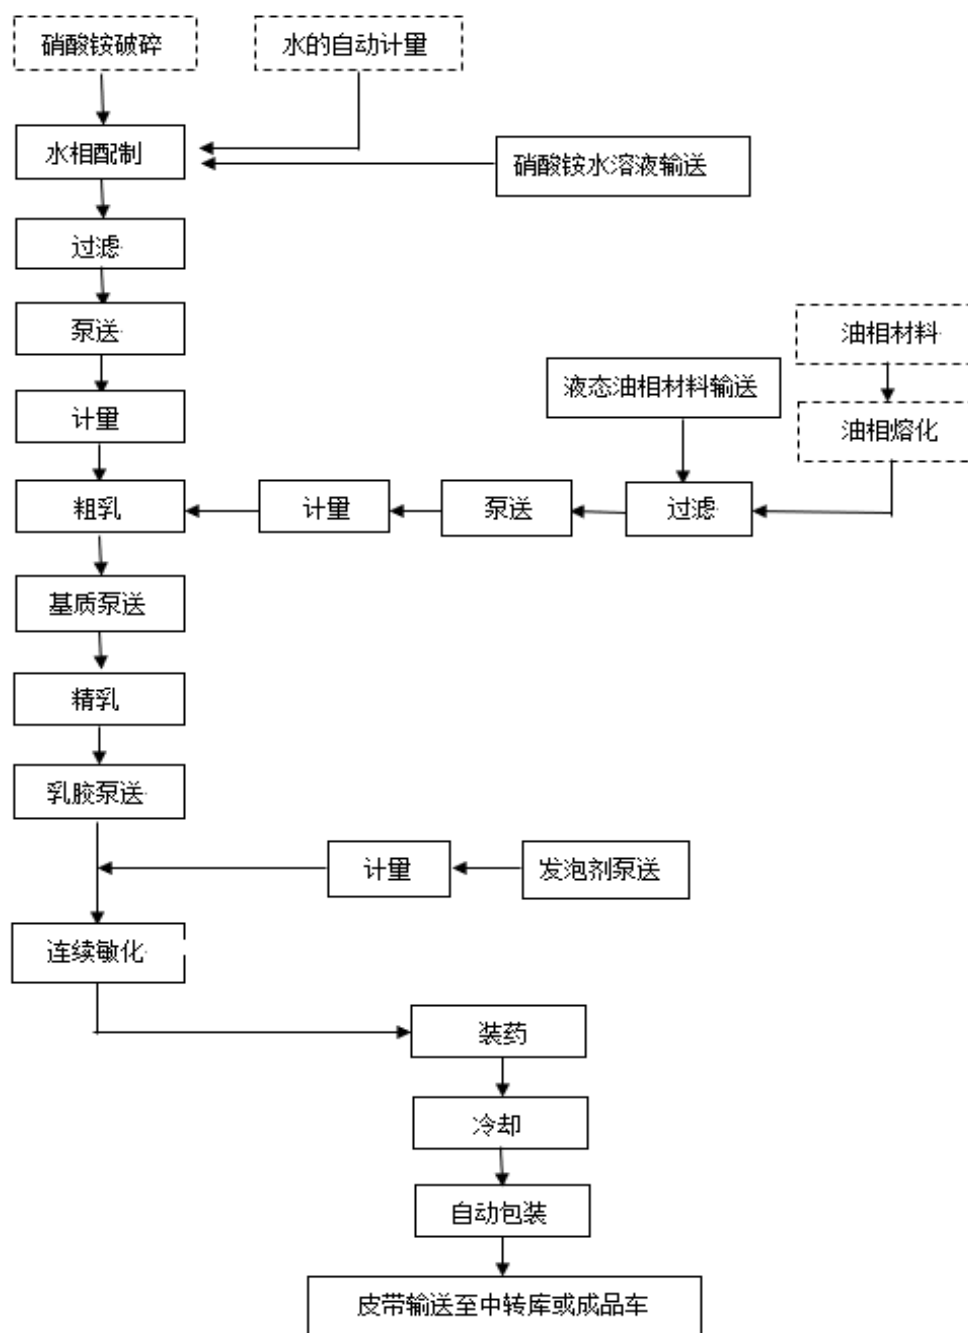 硝酸铵破碎
水的自动计量
水相配制
硝酸铵水溶液输送
过滤
泵送
油相材料
液态油相材料输送
计量
油相熔化
粗乳
计量
泵送
过滤
基质泵送
精乳
乳胶泵送
计量
发泡剂泵送
连续敏化
装药
冷却
自动包装
皮带输送至中转库或成品车